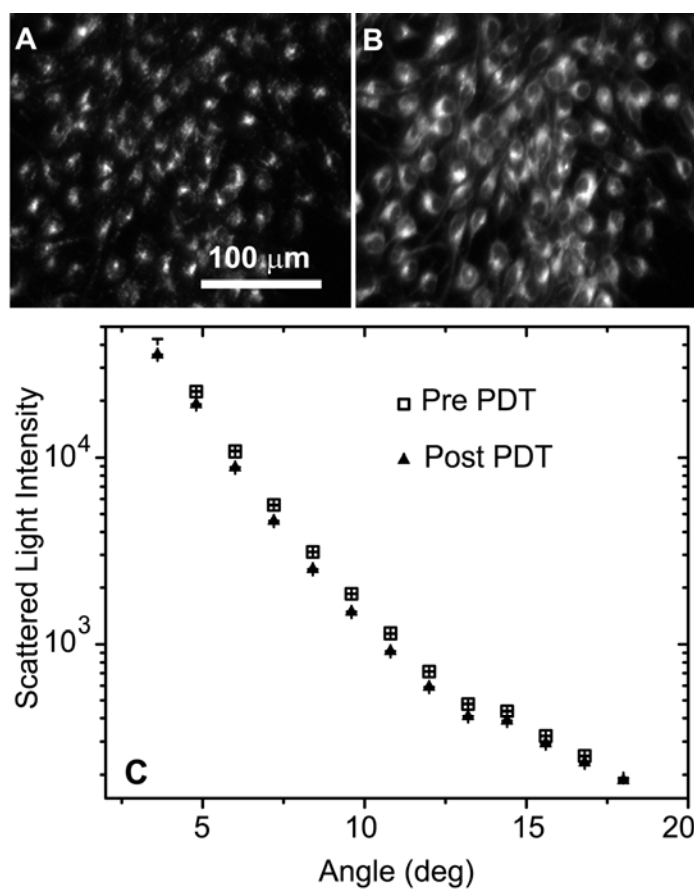 A
B
100 μm
Scattered Light Intensity
10^4
10^3
Pre PDT
Post PDT
C
5
10
15
20
Angle (deg)